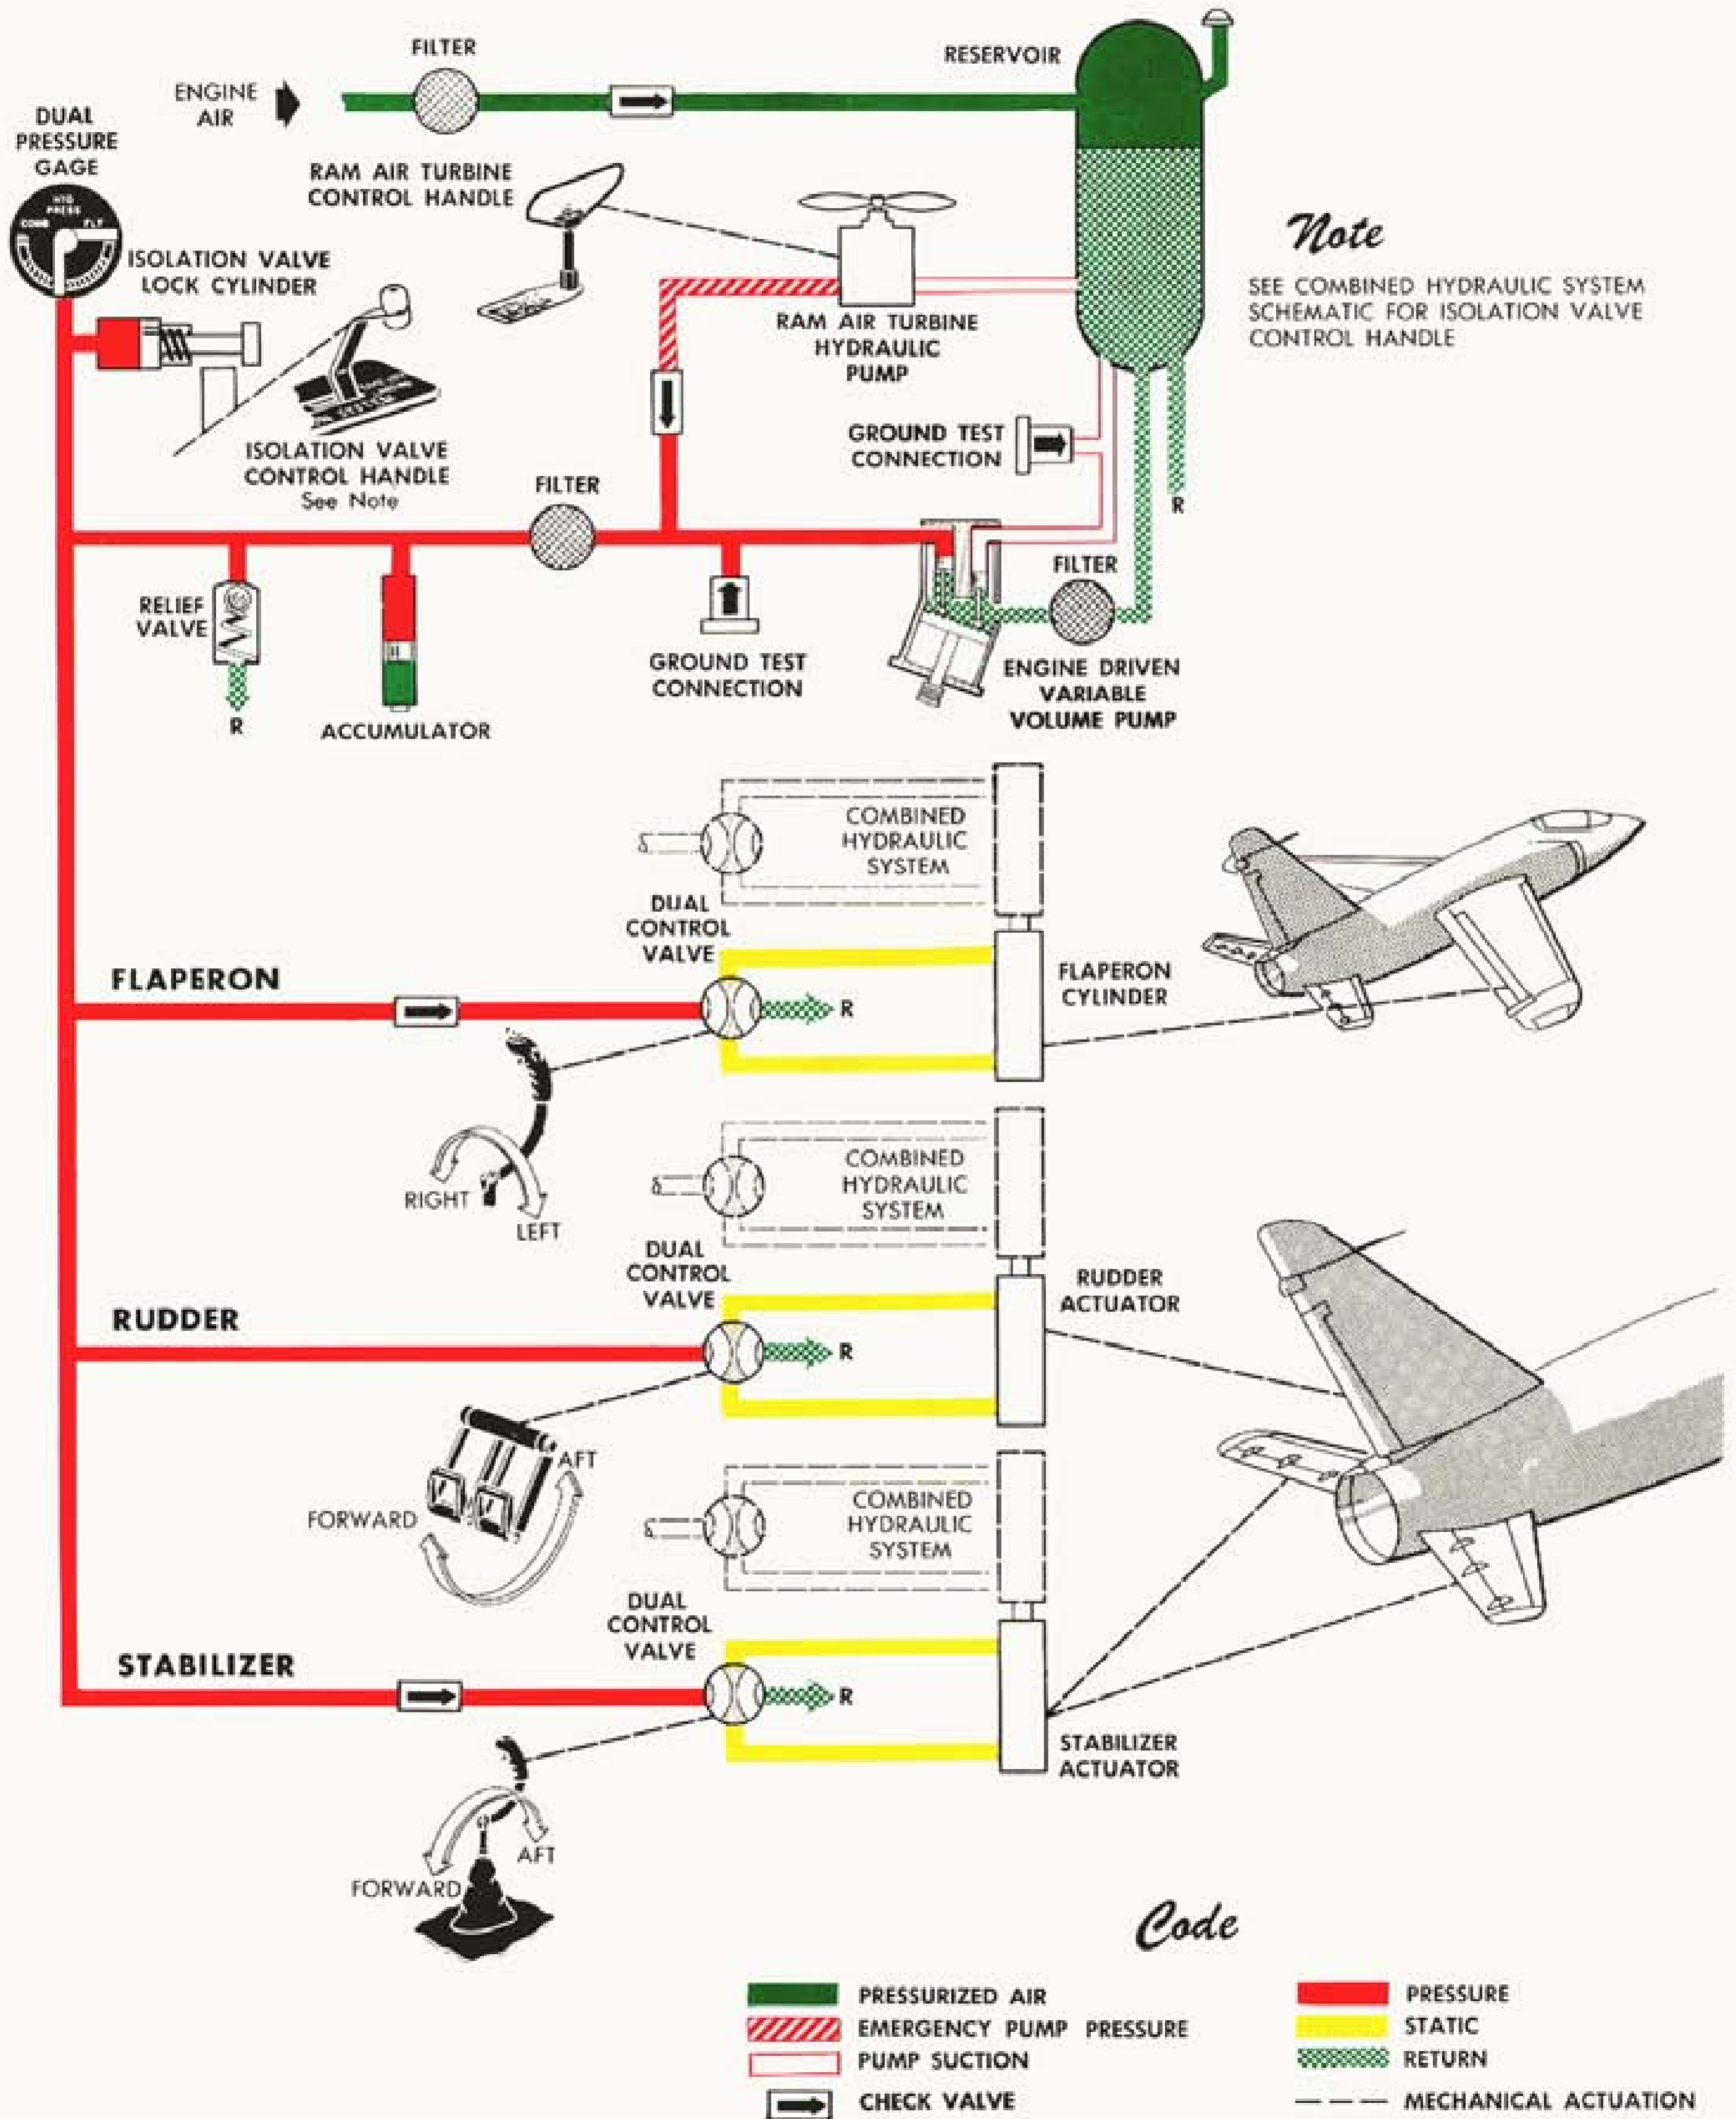 FILTER
RESERVOIR
ENGINE
AIR
DUAL
PRESSURE
GAGE
RAM AIR TURBINE
CONTROL HANDLE
HYD
PRESS
COMB
FLT
ISOLATION VALVE
LOCK CYLINDER
Note
SEE COMBINED HYDRAULIC SYSTEM
SCHEMATIC FOR ISOLATION VALVE
CONTROL HANDLE
RAM AIR TURBINE
HYDRAULIC
PUMP
GROUND TEST
CONNECTION
ISOLATION VALVE
CONTROL HANDLE
See Note
FILTER
R
FILTER
RELIEF
VALVE
R
ACCUMULATOR
GROUND TEST
CONNECTION
ENGINE DRIVEN
VARIABLE
VOLUME PUMP
COMBINED
HYDRAULIC
SYSTEM
DUAL
CONTROL
VALVE
FLAPERON
R
FLAPERON
CYLINDER
RIGHT
LEFT
COMBINED
HYDRAULIC
SYSTEM
DUAL
CONTROL
VALVE
RUDDER
R
RUDDER
ACTUATOR
AFT
FORWARD
COMBINED
HYDRAULIC
SYSTEM
DUAL
CONTROL
VALVE
STABILIZER
R
STABILIZER
ACTUATOR
AFT
FORWARD
Code
PRESSURIZED AIR
EMERGENCY PUMP PRESSURE
PUMP SUCTION
CHECK VALVE
PRESSURE
STATIC
RETURN
MECHANICAL ACTUATION